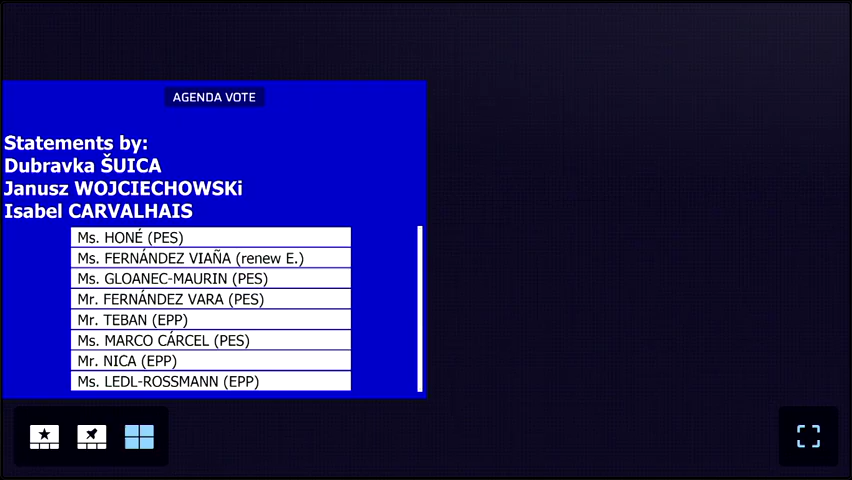 AGENDA VOTE
Statements by:
Dubravka ŠUICA
Janusz WOJCIECHOWSKi
Isabel CARVALHAIS
Ms. HONÉ (PES)
Ms. FERNÁNDEZ VIAÑA (renew E.)
Ms. GLOANEC-MAURIN (PES)
Mr. FERNÁNDEZ VARA (PES)
Mr. TEBAN (EPP)
Ms. MARCO CÁRCEL (PES)
Mr. NICA (EPP)
Ms. LEDL-ROSSMANN (EPP)